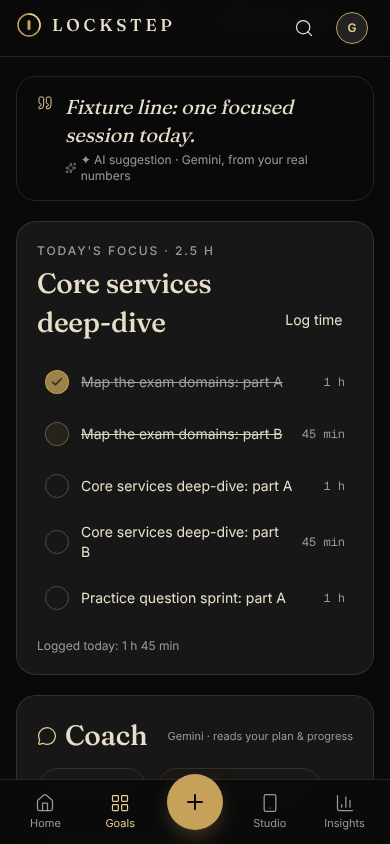 LOCKSTEP
G
Fixture line: one focused
session today.
✦ AI suggestion · Gemini, from your real
numbers
TODAY'S FOCUS · 2.5 H
Core services
deep-dive
Log time
Map the exam domains: part A 1 h
Map the exam domains: part B 45 min
Core services deep-dive: part A 1 h
Core services deep-dive: part
B
45 min
Practice question sprint: part A 1 h
Logged today: 1 h 45 min
Coach
Gemini · reads your plan & progress
Home
Goals
Studio
Insights